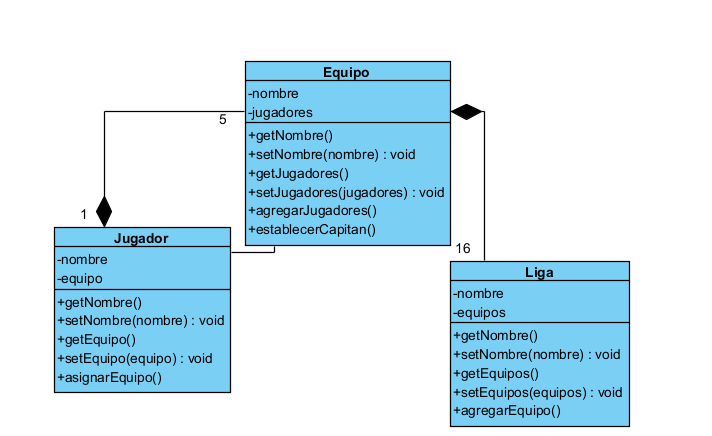 Equipo
-nombre
-jugadores
+getNombre()
+setNombre(nombre) : void
+getJugadores()
+setJugadores(jugadores) : void
+agregarJugadores()
+establecerCapitan()
5
1
16
Jugador
-nombre
-equipo
+getNombre()
+setNombre(nombre) : void
+getEquipo()
+setEquipo(equipo) : void
+asignarEquipo()
Liga
-nombre
-equipos
+getNombre()
+setNombre(nombre) : void
+getEquipos()
+setEquipos(equipos) : void
+agregarEquipo()